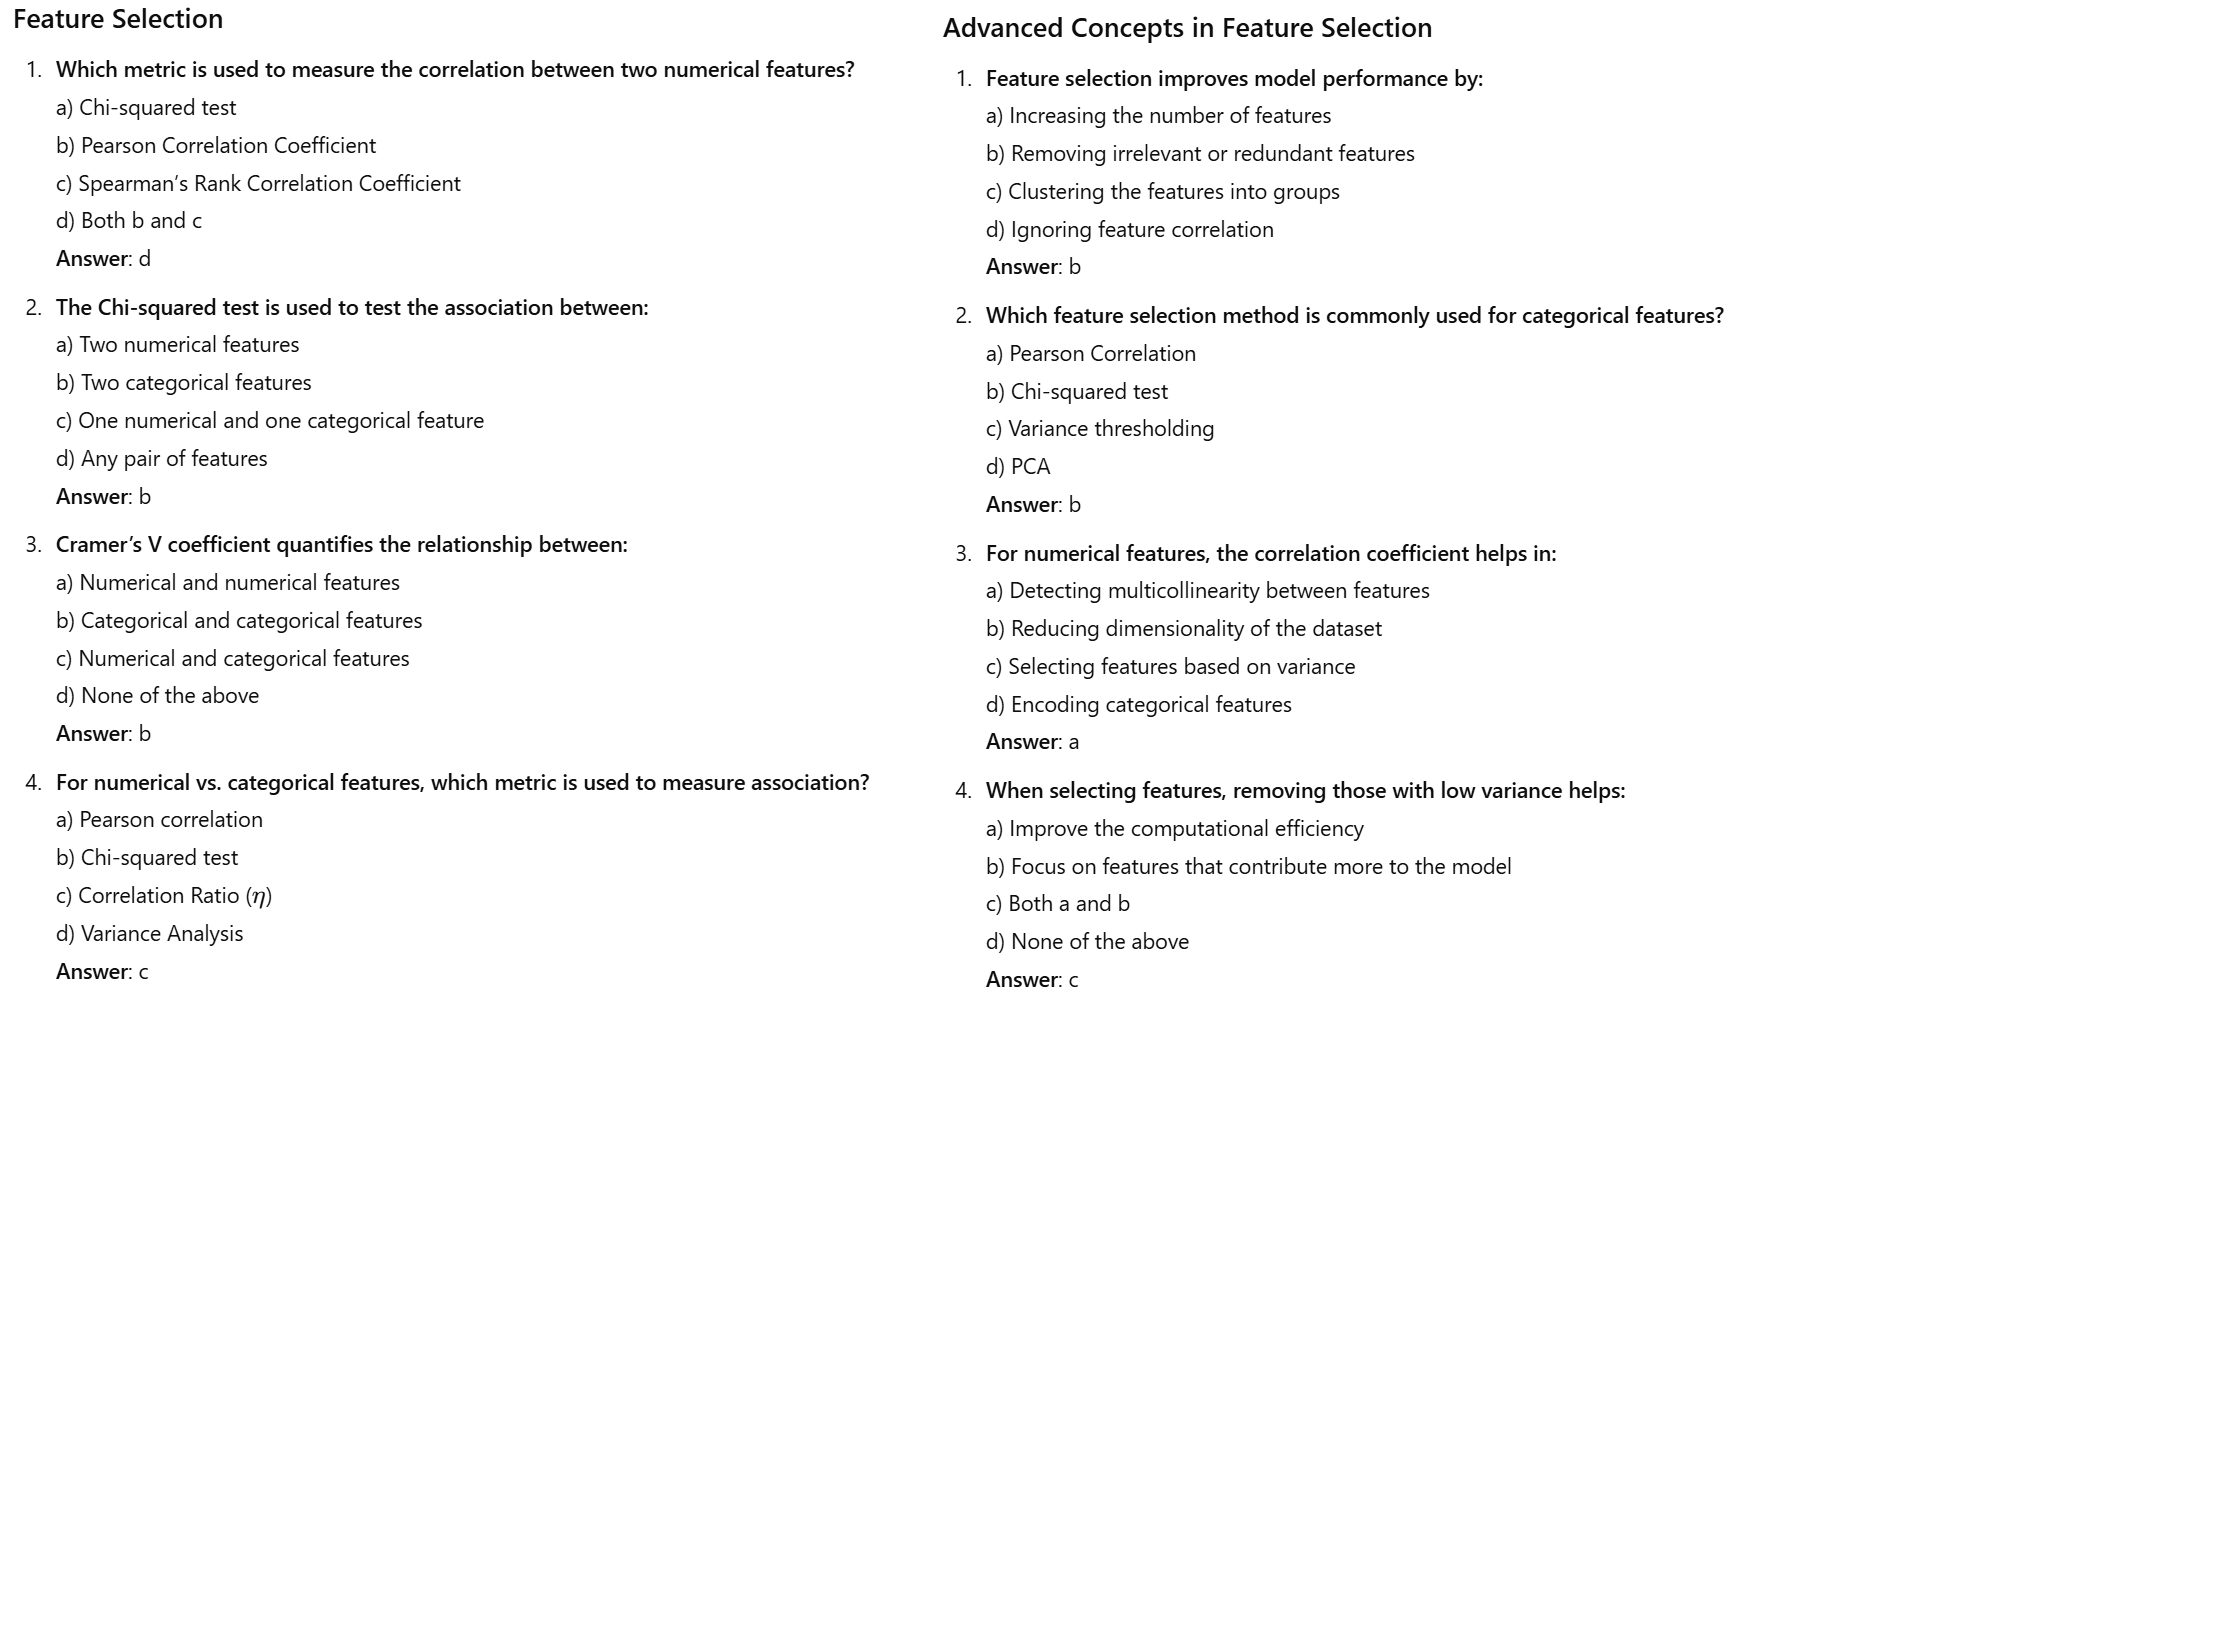 Feature Selection
1. Which metric is used to measure the correlation between two numerical features?
a) Chi-squared test
b) Pearson Correlation Coefficient
c) Spearman’s Rank Correlation Coefficient
d) Both b and c
Answer: d
2. The Chi-squared test is used to test the association between:
a) Two numerical features
b) Two categorical features
c) One numerical and one categorical feature
d) Any pair of features
Answer: b
3. Cramer’s V coefficient quantifies the relationship between:
a) Numerical and numerical features
b) Categorical and categorical features
c) Numerical and categorical features
d) None of the above
Answer: b
4. For numerical vs. categorical features, which metric is used to measure association?
a) Pearson correlation
b) Chi-squared test
c) Correlation Ratio (η)
d) Variance Analysis
Answer: c
Advanced Concepts in Feature Selection
1. Feature selection improves model performance by:
a) Increasing the number of features
b) Removing irrelevant or redundant features
c) Clustering the features into groups
d) Ignoring feature correlation
Answer: b
2. Which feature selection method is commonly used for categorical features?
a) Pearson Correlation
b) Chi-squared test
c) Variance thresholding
d) PCA
Answer: b
3. For numerical features, the correlation coefficient helps in:
a) Detecting multicollinearity between features
b) Reducing dimensionality of the dataset
c) Selecting features based on variance
d) Encoding categorical features
Answer: a
4. When selecting features, removing those with low variance helps:
a) Improve the computational efficiency
b) Focus on features that contribute more to the model
c) Both a and b
d) None of the above
Answer: c